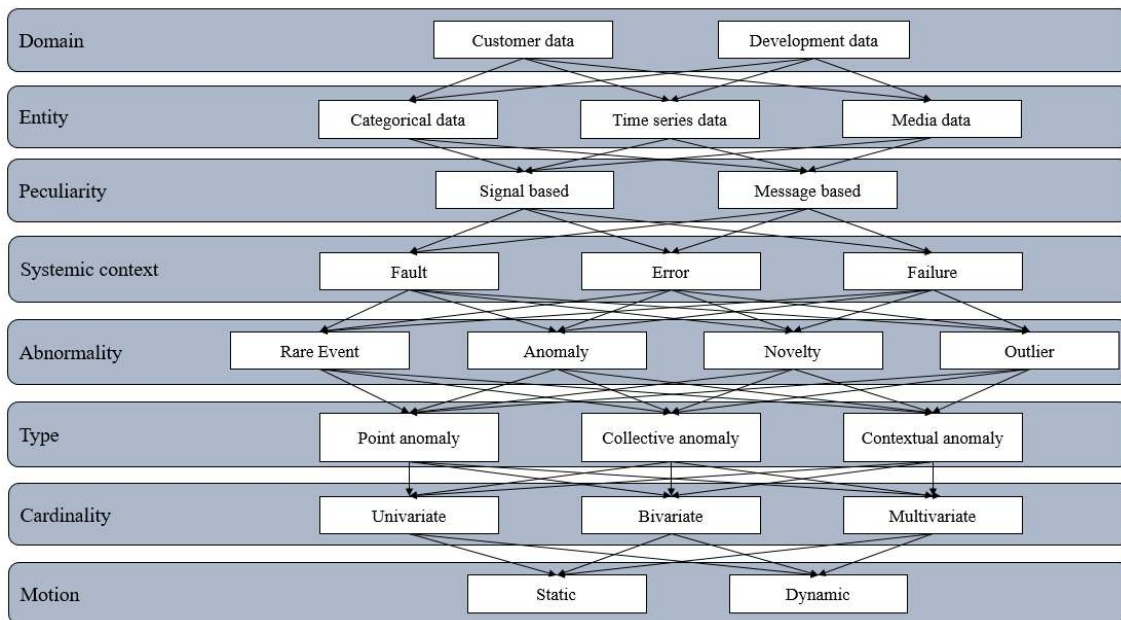 Domain
Customer data
Development data
Entity
Categorical data
Time series data
Media data
Peculiarity
Signal based
Message based
Systemic context
Fault
Error
Failure
Abnormality
Rare Event
Anomaly
Novelty
Outlier
Type
Point anomaly
Collective anomaly
Contextual anomaly
Cardinality
Univariate
Bivariate
Multivariate
Motion
Static
Dynamic